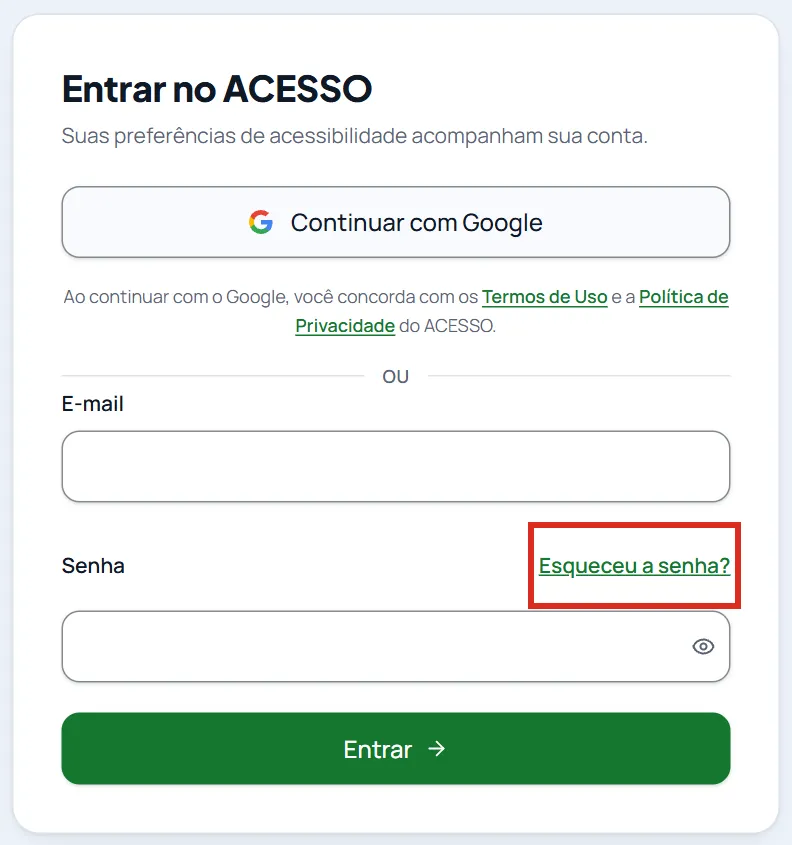 Entrar no ACESSO
Suas preferências de acessibilidade acompanham sua conta.
Continuar com Google
Ao continuar com o Google, você concorda com os Termos de Uso e a Política de
Privacidade do ACESSO.
OU
E-mail
Senha
Esqueceu a senha?
Entrar →